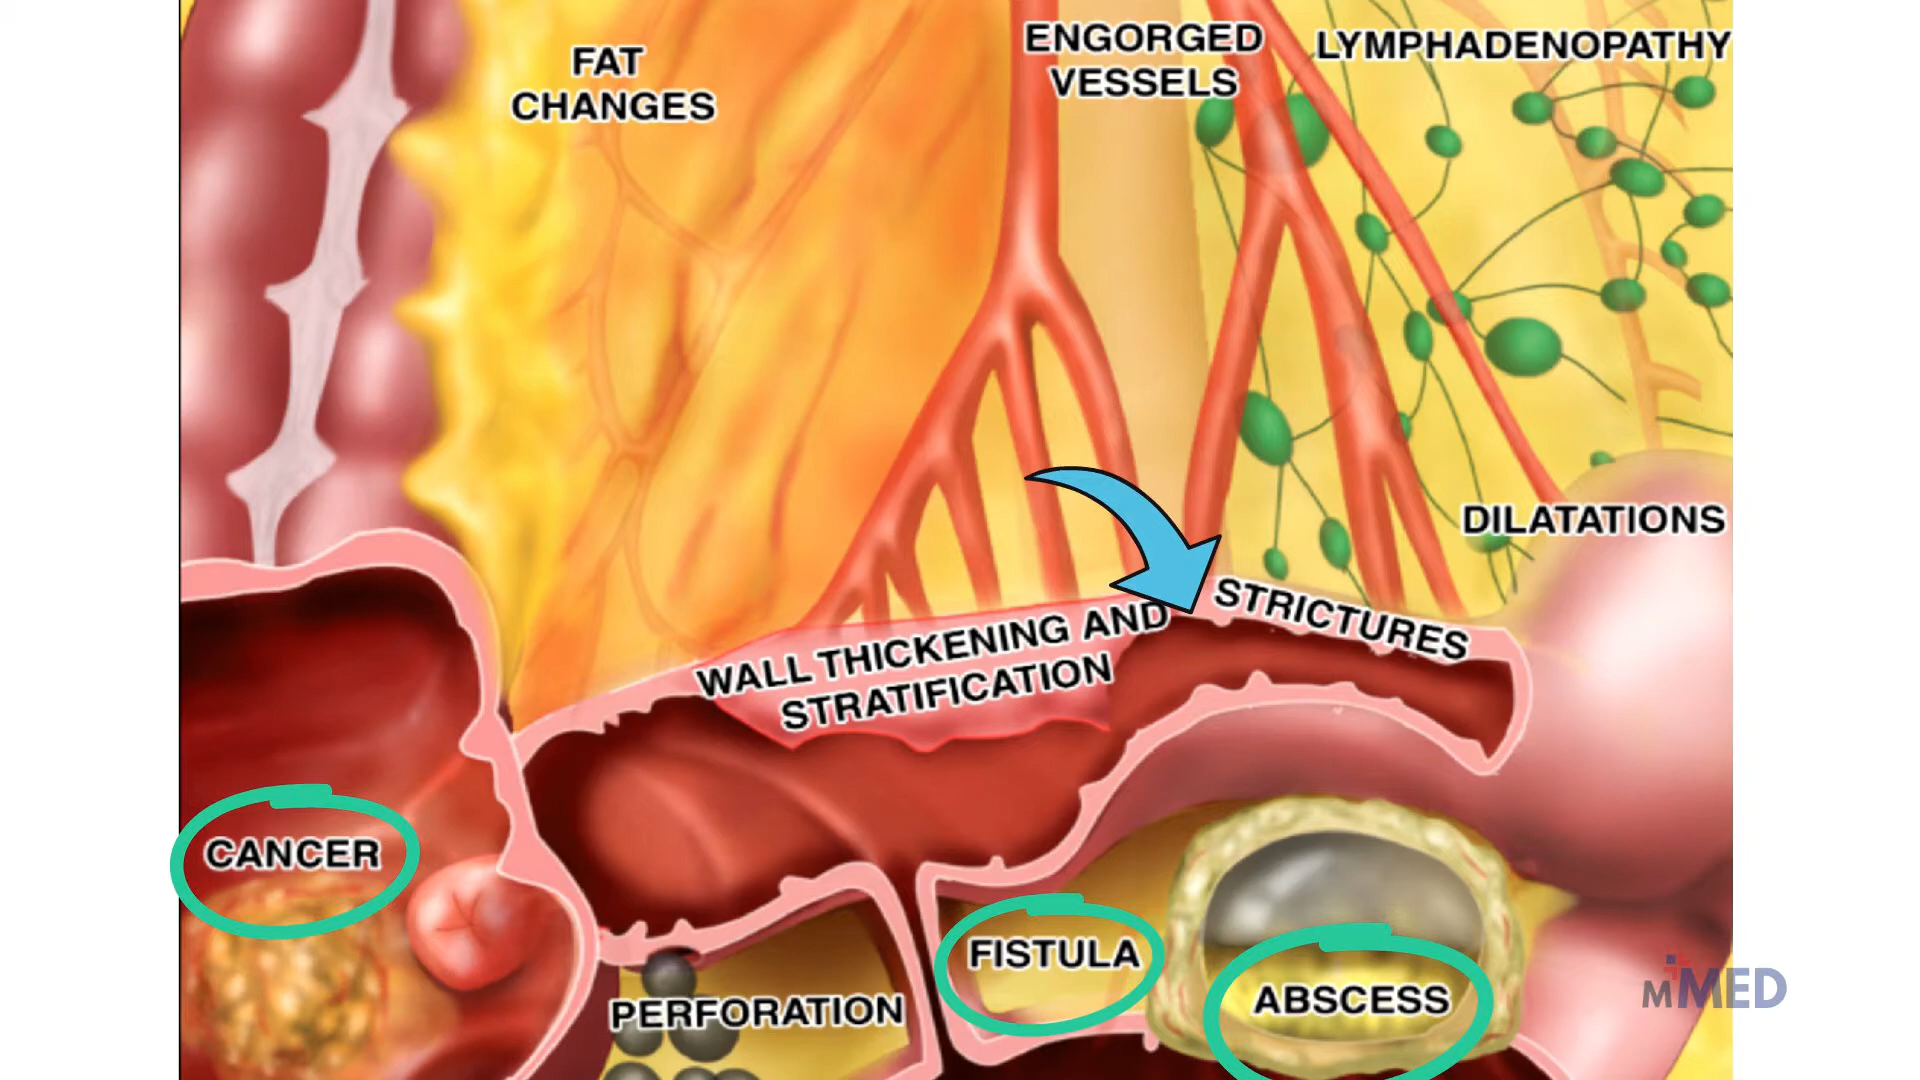 FAT
CHANGES
ENGORGED
VESSELS
LYMPHADENOPATHY
DILATATIONS
STRICTURES
WALL THICKENING AND
STRATIFICATION
CANCER
FISTULA
ABSCESS
PERFORATION
MMED